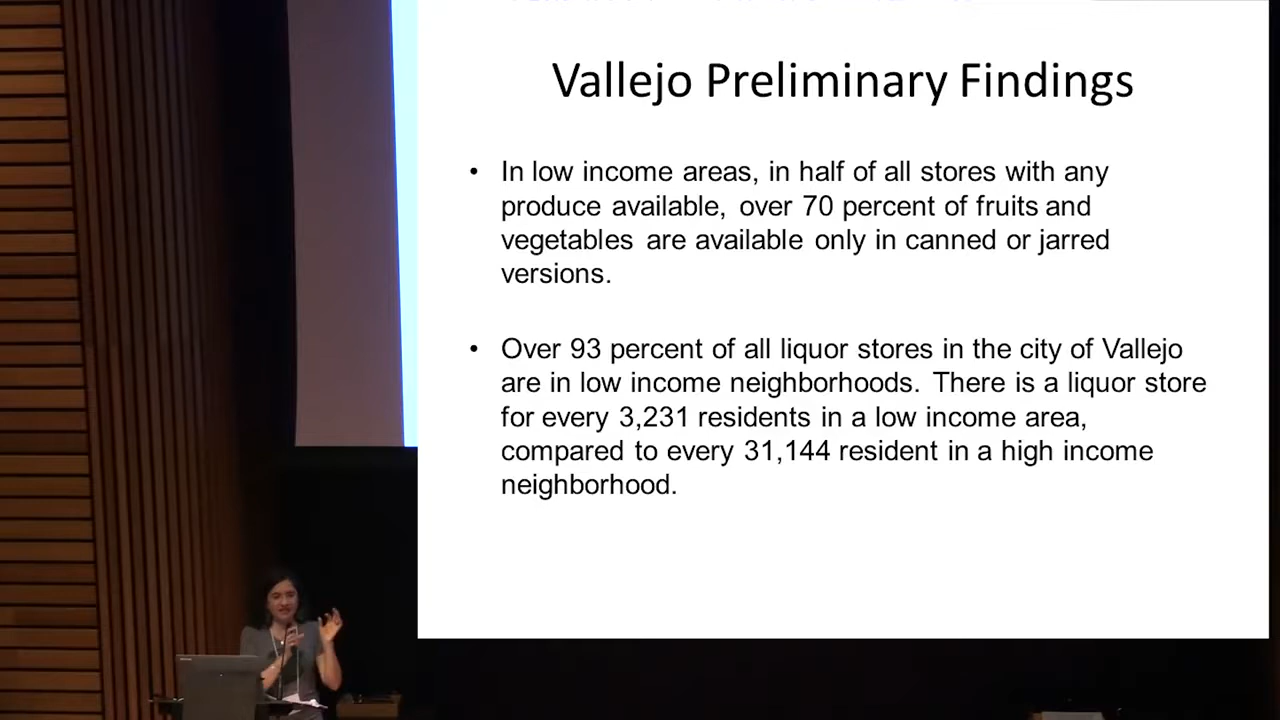 Vallejo Preliminary Findings
• In low income areas, in half of all stores with any
produce available, over 70 percent of fruits and
vegetables are available only in canned or jarred
versions.
• Over 93 percent of all liquor stores in the city of Vallejo
are in low income neighborhoods. There is a liquor store
for every 3,231 residents in a low income area,
compared to every 31,144 resident in a high income
neighborhood.